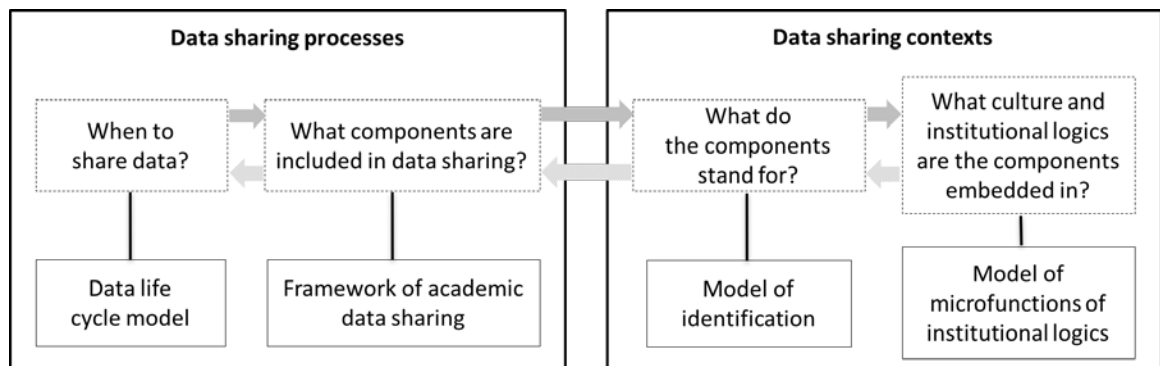 Data sharing processes
When to
share data?
What components are
included in data sharing?
Data life
cycle model
Framework of academic
data sharing
Data sharing contexts
What do
the components
stand for?
What culture and
institutional logics
are the components
embedded in?
Model of
identification
Model of
microfunctions of
institutional logics